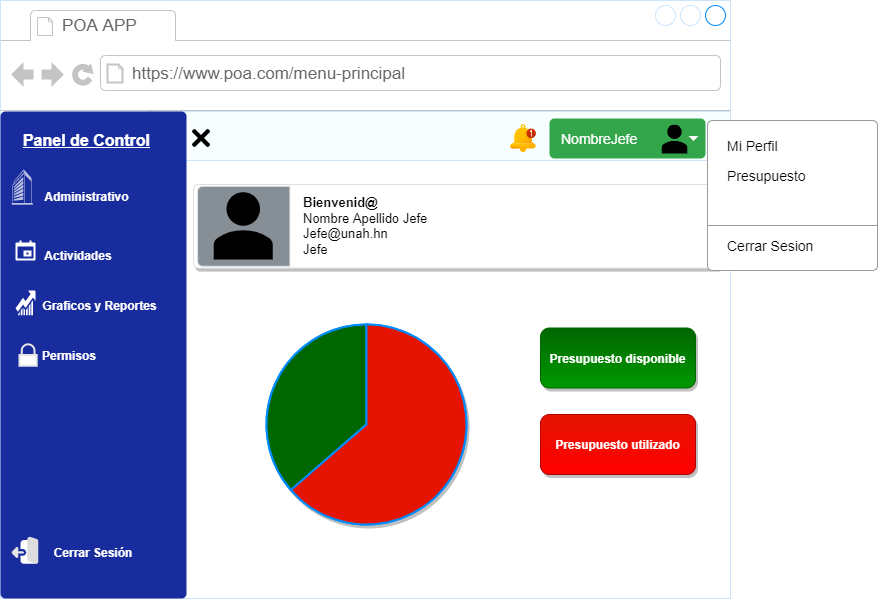 POA APP
https://www.poa.com/menu-principal
Panel de Control
Administrativo
Actividades
Graficos y Reportes
Permisos
Cerrar Sesión
1
NombreJefe
Mi Perfil
Presupuesto
Cerrar Sesion
Bienvenid@
Nombre Apellido Jefe
Jefe@unah.hn
Jefe
Presupuesto disponible
Presupuesto utilizado